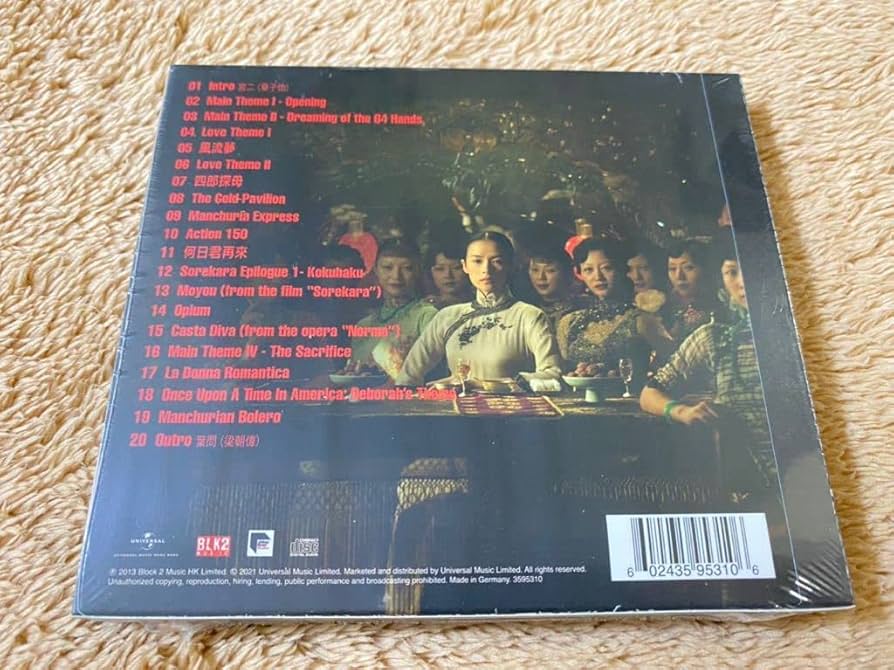 01 Intro 宮二 (章子怡)
02 Main Theme I - Opening
03 Main Theme II - Dreaming of the 64 Hands
04 Love Theme I
05 風流夢
06 Love Theme II
07 四郎探母
08 The Gold-Pavilion
09 Manchuria Express
10 Action 150
11 何日君再來
12 Sorekara Epilogue 1 - Kokuhaku
13 Moyou (from the film "Sorekara")
14 Opium
15 Casta Diva (from the opera "Norma")
16 Main Theme IV - The Sacrifice
17 La Donna Romantica
18 Once Upon A Time In America: Deborah's Theme
19 Manchurian Bolero
20 Outro 葉問 (梁朝偉)
UNIVERSAL
BLK2
MUSIC
COMPACT
disc
DIGITAL AUDIO
℗ 2013 Block 2 Music HK Limited. © 2021 Universal Music Limited. Marketed and distributed by Universal Music Limited. All rights reserved.
Unauthorized copying, reproduction, hiring, lending, public performance and broadcasting prohibited. Made in Germany. 3595310
6 02435 95310 6